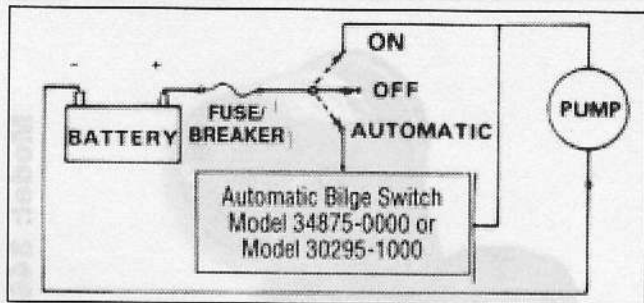 ON
- +
OFF
FUSE/
BREAKER
BATTERY
AUTOMATIC
PUMP
Automatic Bilge Switch
Model 34875-0000 or
Model 30295-1000